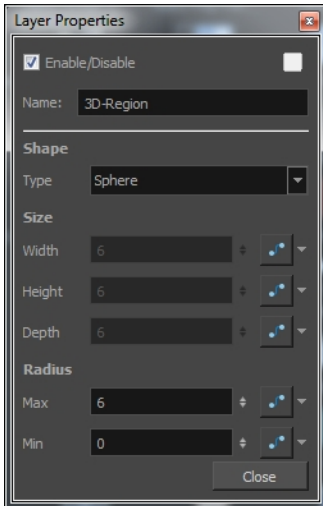 Layer Properties
Enable/Disable
Name: 3D-Region
Shape
Type Sphere
Size
Width 6
Height 6
Depth 6
Radius
Max 6
Min 0
Close